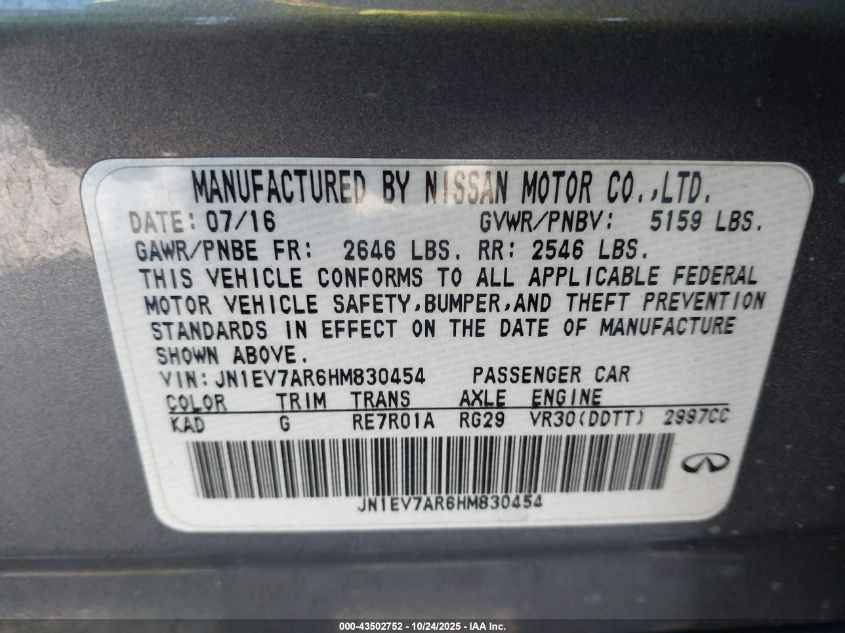 MANUFACTURED BY NISSAN MOTOR CO.,LTD.
DATE: 07/16 GVWR/PNBV: 5159 LBS.
GAWR/PNBE FR: 2646 LBS. RR: 2546 LBS.
THIS VEHICLE CONFORMS TO ALL APPLICABLE FEDERAL
MOTOR VEHICLE SAFETY,BUMPER,AND THEFT PREVENTION
STANDARDS IN EFFECT ON THE DATE OF MANUFACTURE
SHOWN ABOVE.
VIN: JN1EV7AR6HM830454 PASSENGER CAR
COLOR TRIM TRANS AXLE ENGINE
KAD G RE7R01A RG29 VR30(DDTT) 2997CC
JN1EV7AR6HM830454
000-43502752 - 10/24/2025 - IAA Inc.